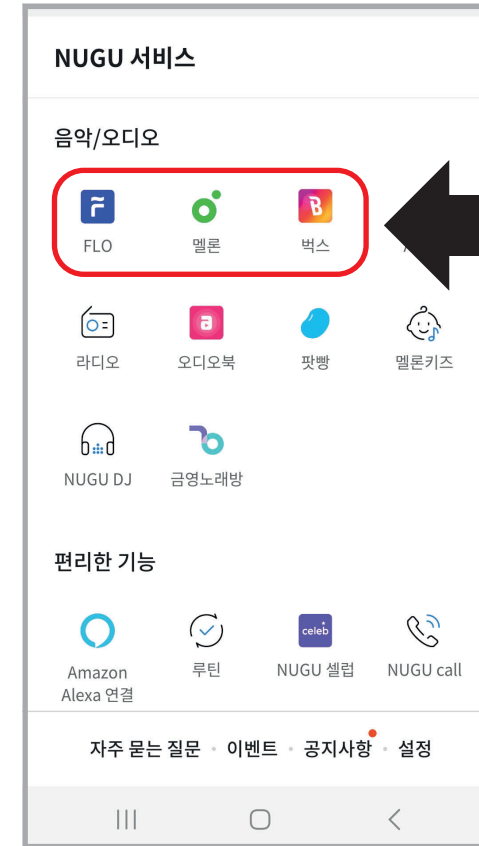 NUGU 서비스
음악/오디오
FLO 멜론 벅스
라디오 오디오북 팟빵 멜론키즈
NUGU DJ 금영노래방
편리한 기능
celeb
Amazon 루틴 NUGU 셀럽 NUGU call
Alexa 연결
자주 묻는 질문 · 이벤트 · 공지사항 · 설정